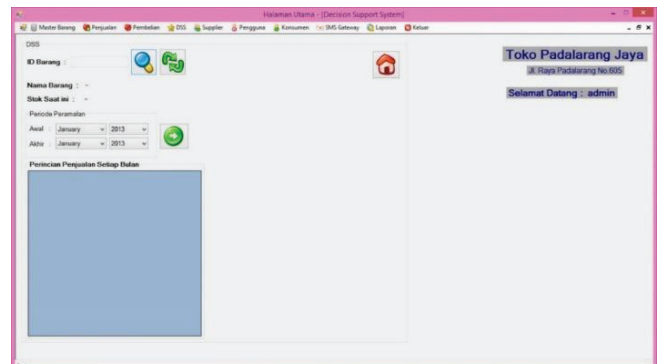 Halaman Utama - [Decision Support System]
Master Barang Penjualan Pembelian DSS Supplier Pengguna Konsumen SMS Gateway Laporan Keluar
DSS
ID Barang :
Nama Barang : -
Stok Saat ini : -
Periode Peramalan
Awal : January 2013
Akhir : January 2013
Perincian Penjualan Setiap Bulan
Toko Padalarang Jaya
Jl. Raya Padalarang No.605
Selamat Datang : admin